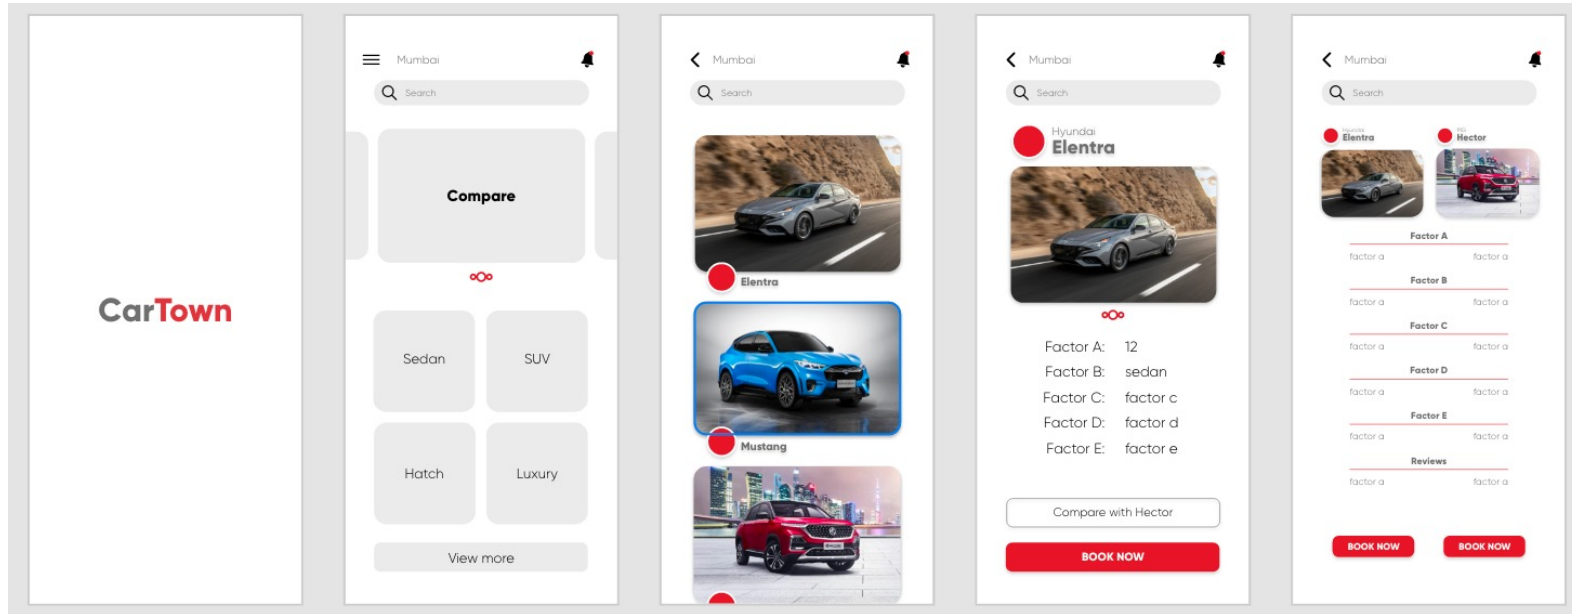 CarTown
Mumbai
Search
Compare
Sedan
SUV
Hatch
Luxury
View more
Mumbai
Search
Elentra
Mustang
Mumbai
Search
Hyundai
Elentra
Factor A: 12
Factor B: sedan
Factor C: factor c
Factor D: factor d
Factor E: factor e
Compare with Hector
BOOK NOW
Mumbai
Search
Hyundai
Elentra
MG
Hector
Factor A
factor a factor a
Factor B
factor a factor a
Factor C
factor a factor a
Factor D
factor a factor a
Factor E
factor a factor a
Reviews
factor a factor a
BOOK NOW
BOOK NOW